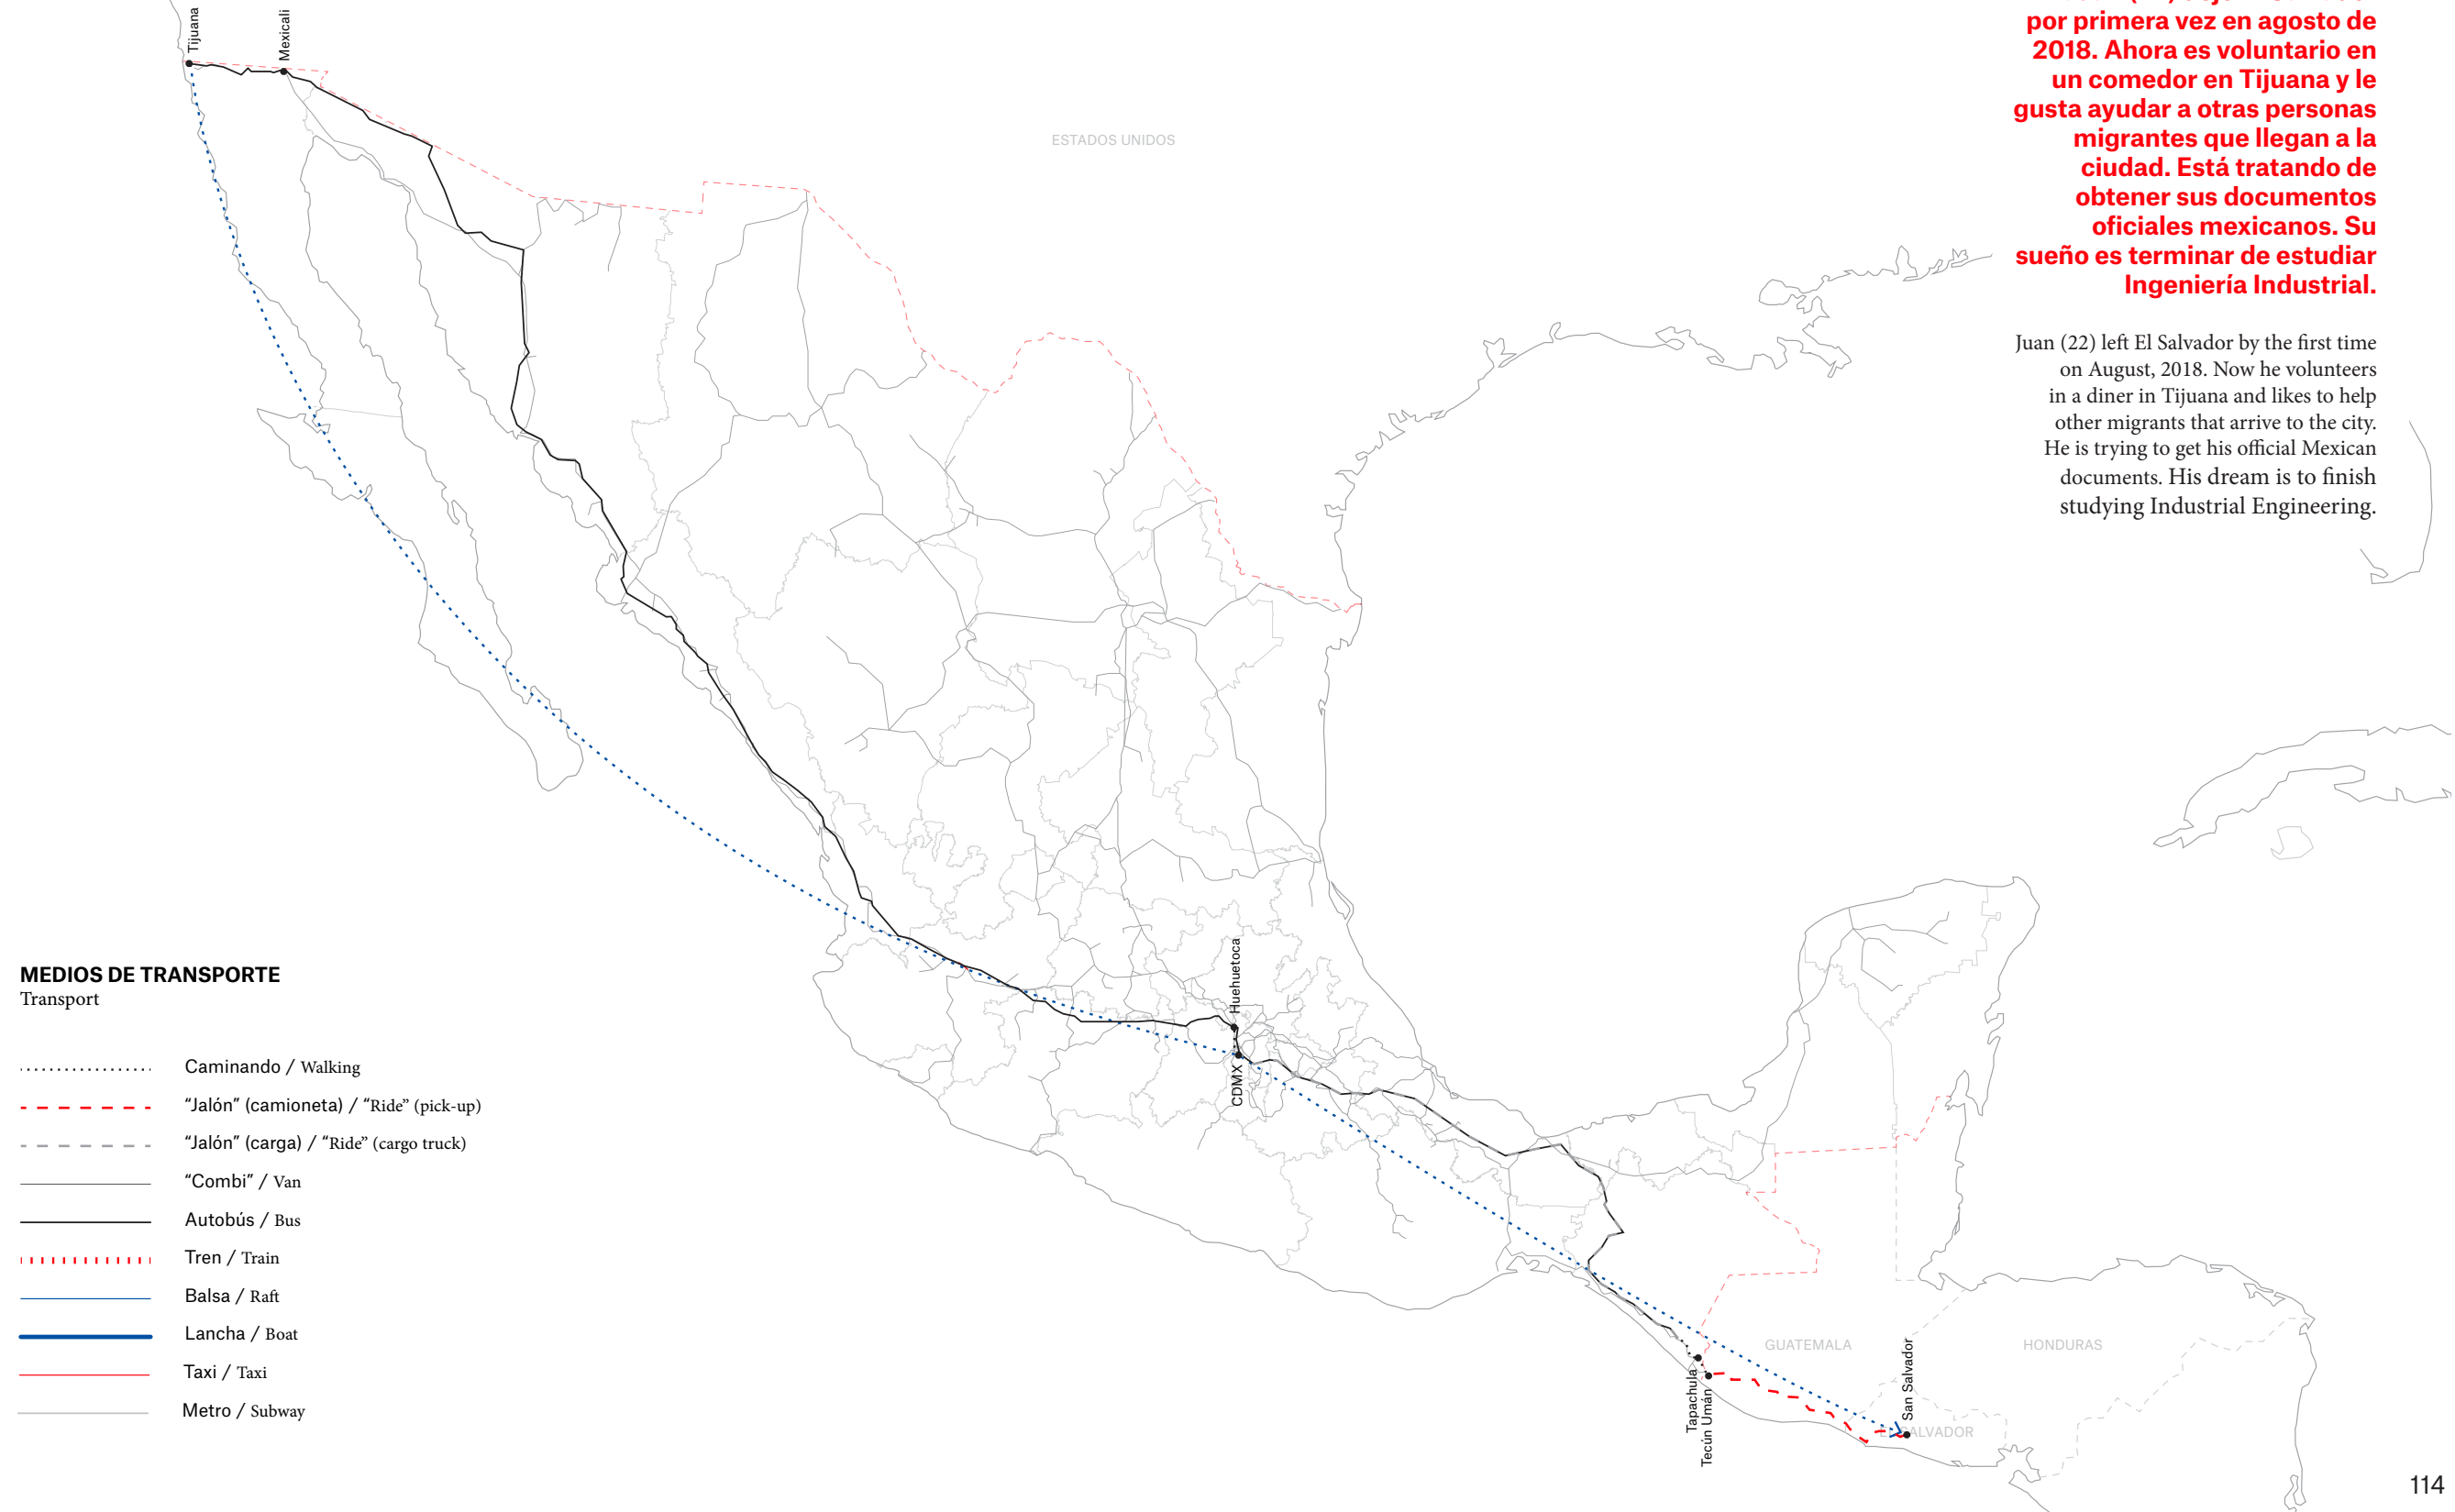 Tijuana
Mexicali
ESTADOS UNIDOS
por primera vez en agosto de
2018. Ahora es voluntario en
un comedor en Tijuana y le
gusta ayudar a otras personas
migrantes que llegan a la
ciudad. Está tratando de
obtener sus documentos
oficiales mexicanos. Su
sueño es terminar de estudiar
Ingeniería Industrial.
Juan (22) left El Salvador by the first time
on August, 2018. Now he volunteers
in a diner in Tijuana and likes to help
other migrants that arrive to the city.
He is trying to get his official Mexican
documents. His dream is to finish
studying Industrial Engineering.
Huehuetoca
CDMX
MEDIOS DE TRANSPORTE
Transport
Caminando / Walking
“Jalón” (camioneta) / “Ride” (pick-up)
“Jalón” (carga) / “Ride” (cargo truck)
“Combi” / Van
Autobús / Bus
Tren / Train
Balsa / Raft
Lancha / Boat
Taxi / Taxi
Metro / Subway
GUATEMALA
HONDURAS
San Salvador
Tapachula
Tecún Umán
EL SALVADOR
114